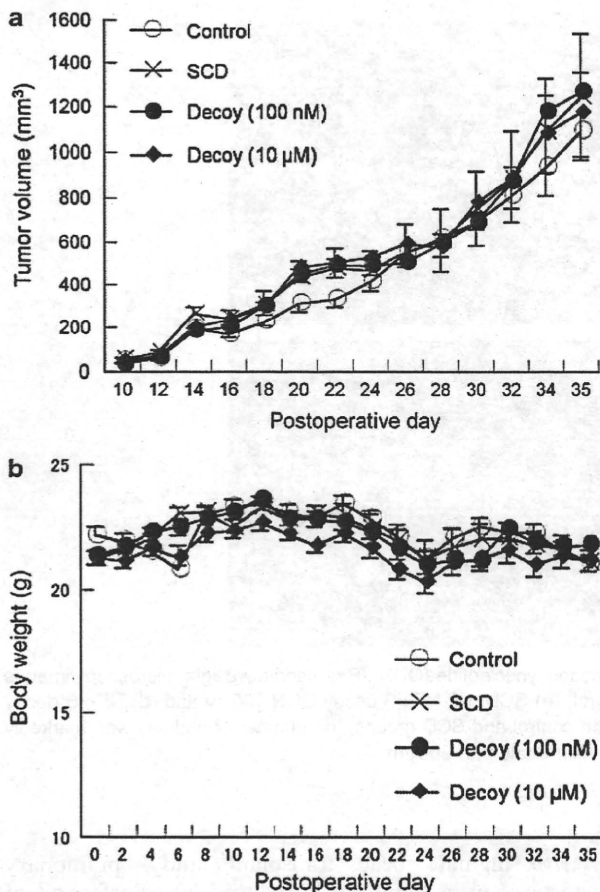 a
1600
1400
1200
1000
800
600
400
200
0
Tumor volume (mm³)
Control
SCD
Decoy (100 nM)
Decoy (10 µM)
10 12 14 16 18 20 22 24 26 28 30 32 34 35
Postoperative day
b
25
20
15
10
Body weight (g)
Control
SCD
Decoy (100 nM)
Decoy (10 µM)
0 2 4 6 8 10 12 14 16 18 20 22 24 26 28 30 32 34 35
Postoperative day